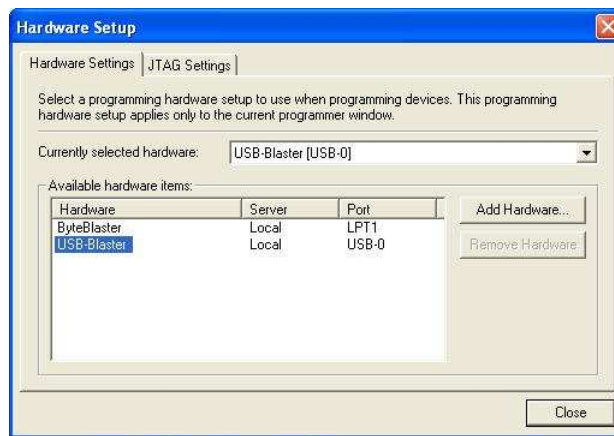 Hardware Setup
Hardware Settings JTAG Settings
Select a programming hardware setup to use when programming devices. This programming
hardware setup applies only to the current programmer window.
Currently selected hardware: USB-Blaster [USB-0]
Available hardware items:
Hardware Server Port
ByteBlaster Local LPT1
USB-Blaster Local USB-0
Add Hardware...
Remove Hardware
Close